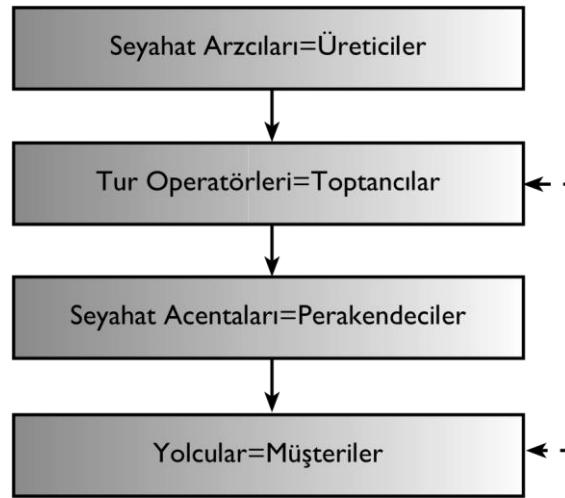 Seyahat Arzcıları=Üreticiler
Tur Operatörleri=Toptancılar
Seyahat Acentaları=Perakendeciler
Yolcular=Müşteriler